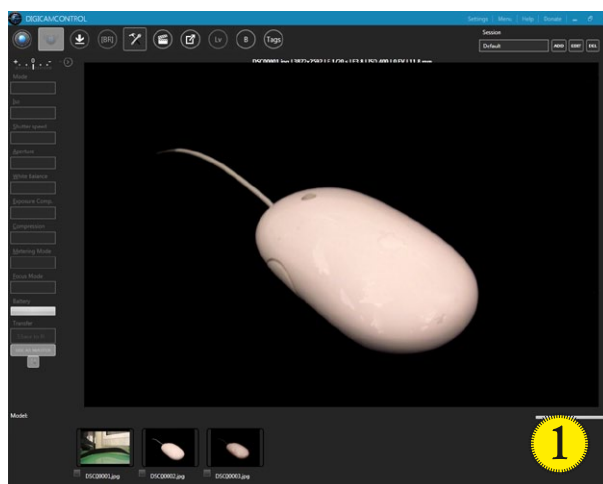 DIGICAMCONTROL
Settings | Menu | Help | Donate
Session
Default
ADD
EDIT
DEL
[BR]
Lv
B
Tags
Mode
Iso
Shutter speed
Aperture
White Balance
Exposure Comp.
Compression
Metering Mode
Focus Mode
Battery
Transfer
Model:
DSC00001.jpg
DSC00002.jpg
DSC00003.jpg
1